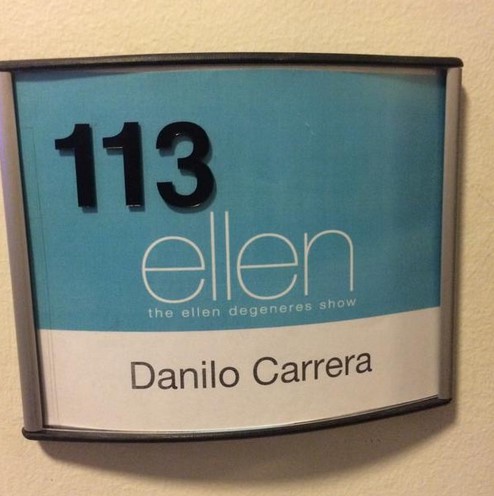 113
ellen
the ellen degeneres show
Danilo Carrera